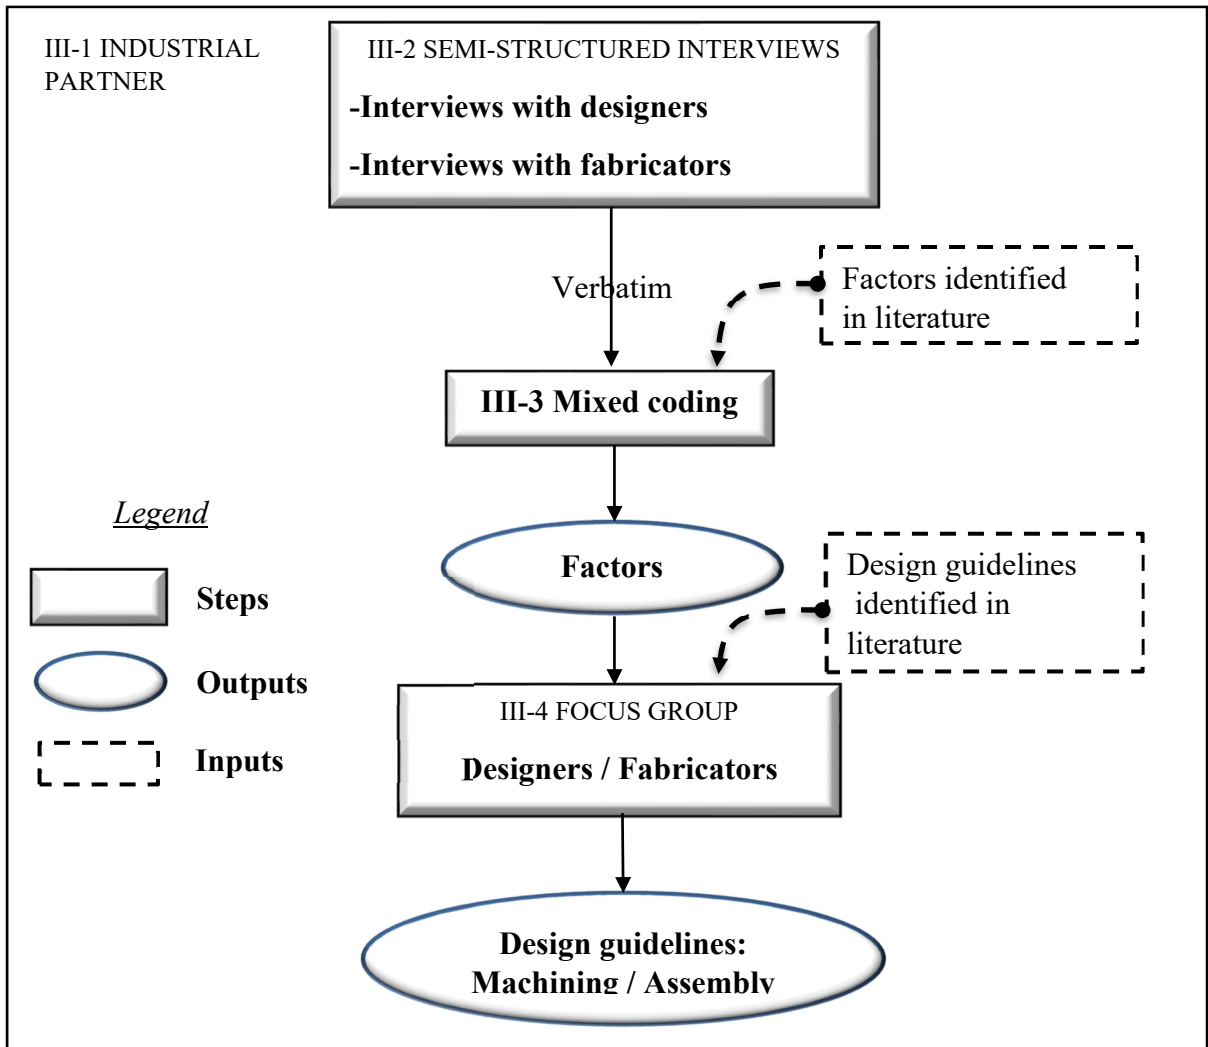 III-1 INDUSTRIAL
PARTNER
III-2 SEMI-STRUCTURED INTERVIEWS
-Interviews with designers
-Interviews with fabricators
Verbatim
Factors identified
in literature
III-3 Mixed coding
Legend
Steps
Outputs
Inputs
Factors
Design guidelines
identified in
literature
III-4 FOCUS GROUP
Designers / Fabricators
Design guidelines:
Machining / Assembly